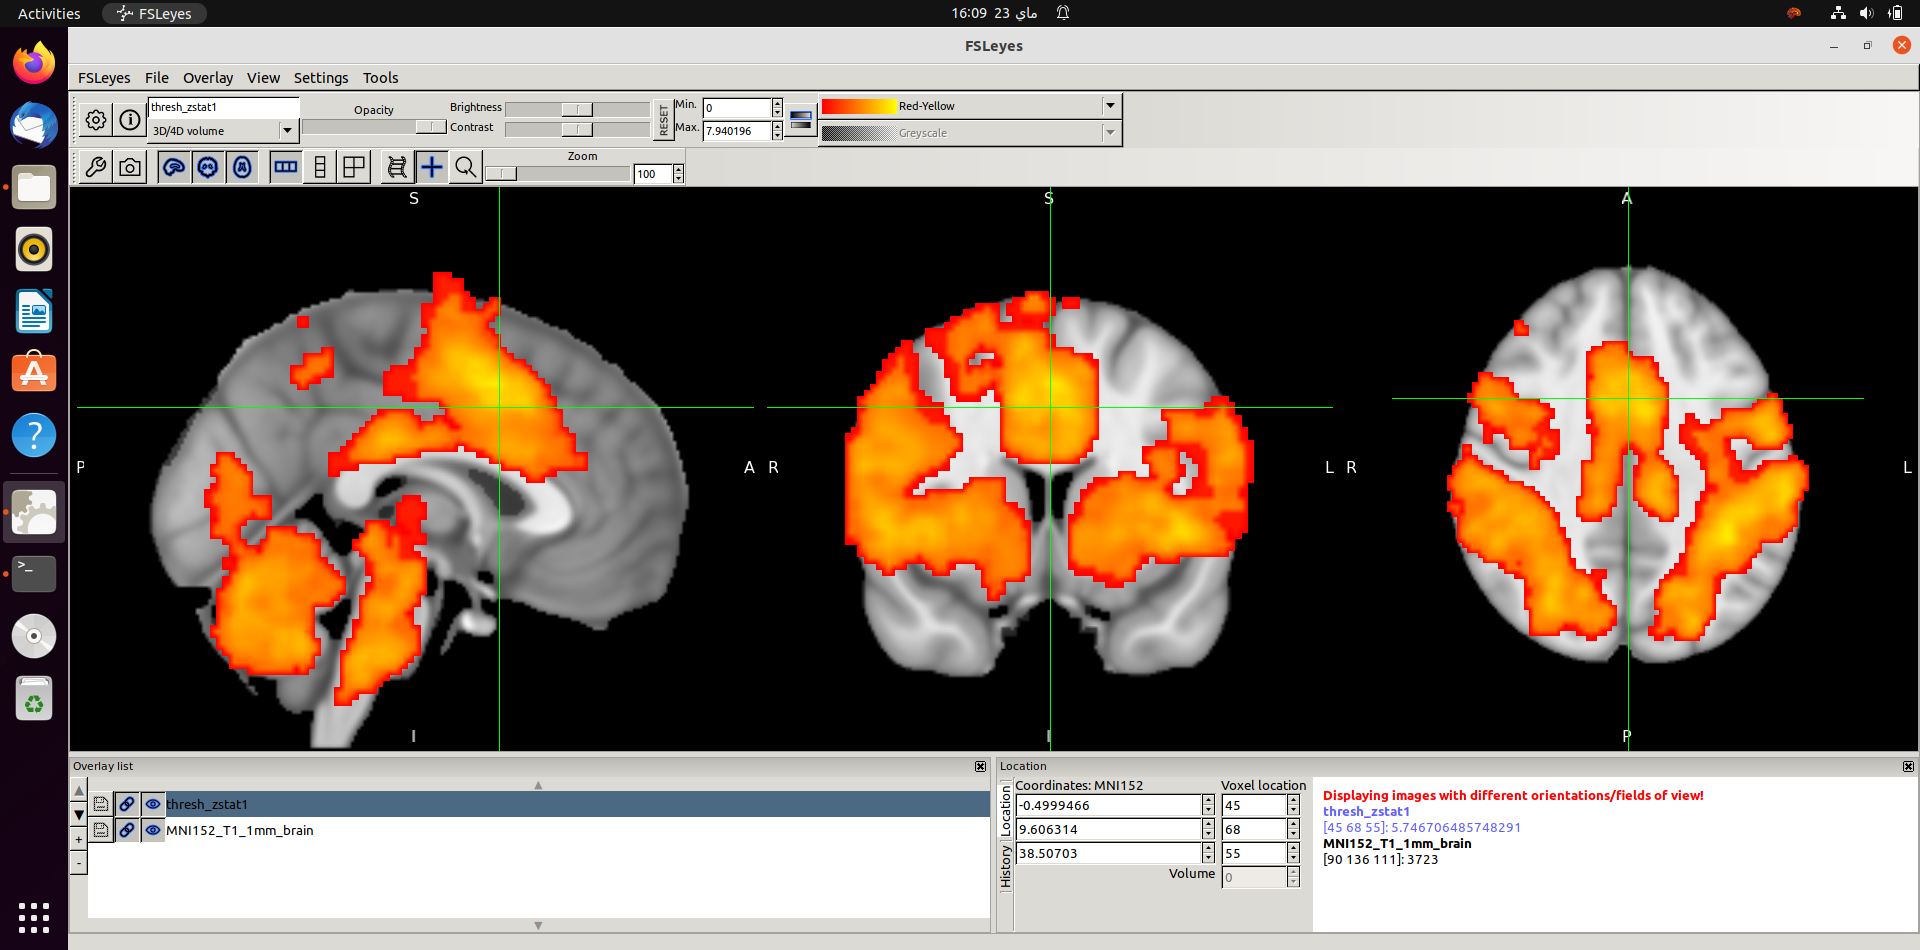 Activities
FSLeyes
16:09 23 ماي
FSLeyes
FSLeyes File Overlay View Settings Tools
thresh_zstat1
3D/4D volume
Opacity
Brightness
Contrast
RESET
Min. 0
Max. 7.940196
Red-Yellow
Greyscale
Zoom
100
S
S
A
P
A
R
L
R
L
I
I
P
Overlay list
thresh_zstat1
MNI152_T1_1mm_brain
Location
Location
History
Coordinates: MNI152 Voxel location
-0.4999466 45
9.606314 68
38.50703 55
Volume 0
Displaying images with different orientations/fields of view!
thresh_zstat1
[45 68 55]: 5.746706485748291
MNI152_T1_1mm_brain
[90 136 111]: 3723